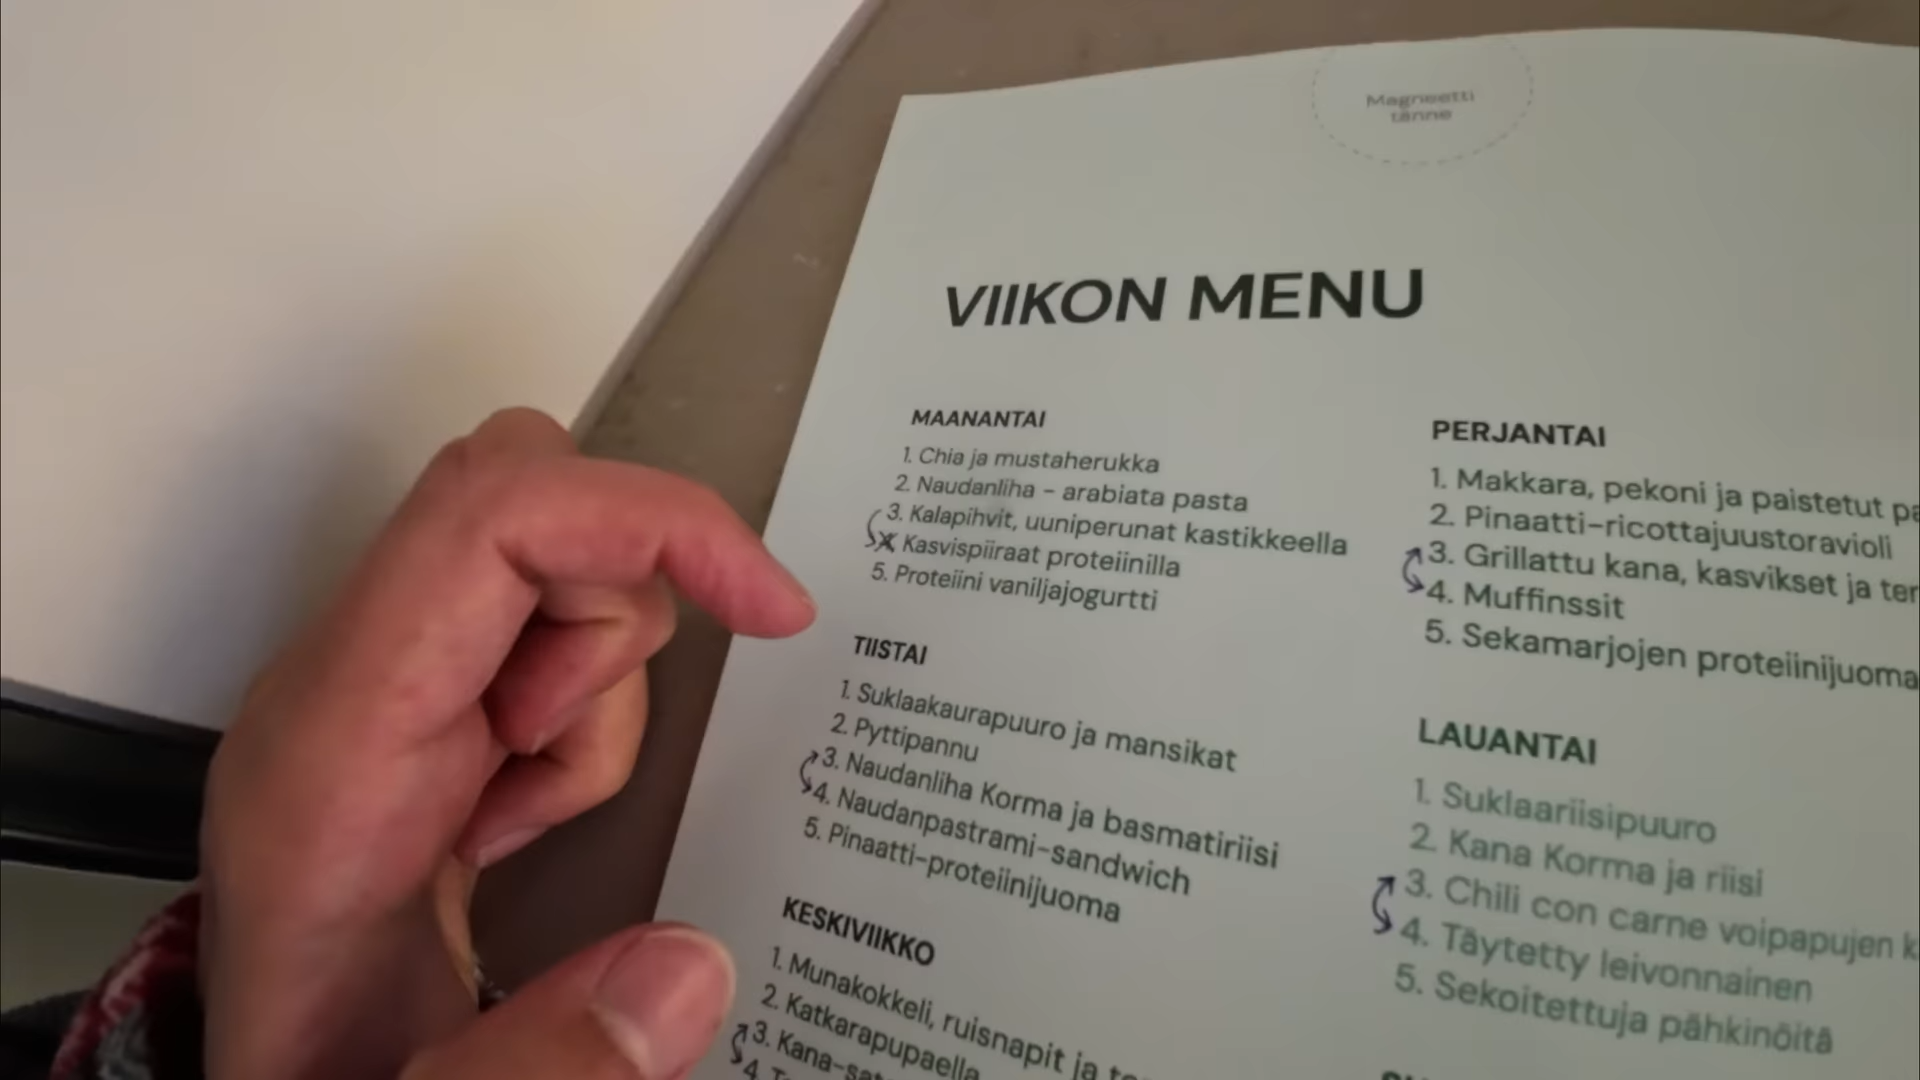 Magneetti
tänne
VIIKON MENU
MAANANTAI
1. Chia ja mustaherukka
2. Naudanliha - arabiata pasta
3. Kalapihvit, uuniperunat kastikkeella
Kasvispiiraat proteiinilla
5. Proteiini vaniljajogurtti
TIISTAI
1. Suklaakaurapuuro ja mansikat
2. Pyttipannu
3. Naudanliha Korma ja basmatiriisi
4. Naudanpastrami-sandwich
5. Pinaatti-proteiinijuoma
KESKIVIIKKO
1. Munakokkeli, ruisnapit ja
2. Katkarapupaella
3. Kana-
4.
PERJANTAI
1. Makkara, pekoni ja paistetut
2. Pinaatti-ricottajuustoravioli
3. Grillattu kana, kasvikset ja
4. Muffinssit
5. Sekamarjojen proteiinijuoma
LAUANTAI
1. Suklaariisipuuro
2. Kana Korma ja riisi
3. Chili con carne voipapujen
4. Täytetty leivonnainen
5. Sekoitettuja pähkinöitä